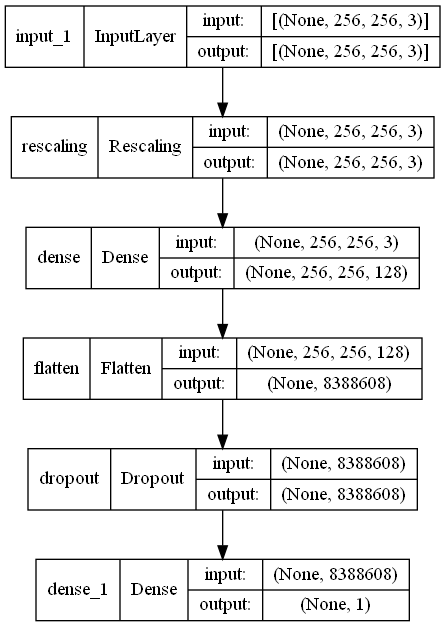 input_1 InputLayer input: [(None, 256, 256, 3)]
output: [(None, 256, 256, 3)]
rescaling Rescaling input: (None, 256, 256, 3)
output: (None, 256, 256, 3)
dense Dense input: (None, 256, 256, 3)
output: (None, 256, 256, 128)
flatten Flatten input: (None, 256, 256, 128)
output: (None, 8388608)
dropout Dropout input: (None, 8388608)
output: (None, 8388608)
dense_1 Dense input: (None, 8388608)
output: (None, 1)